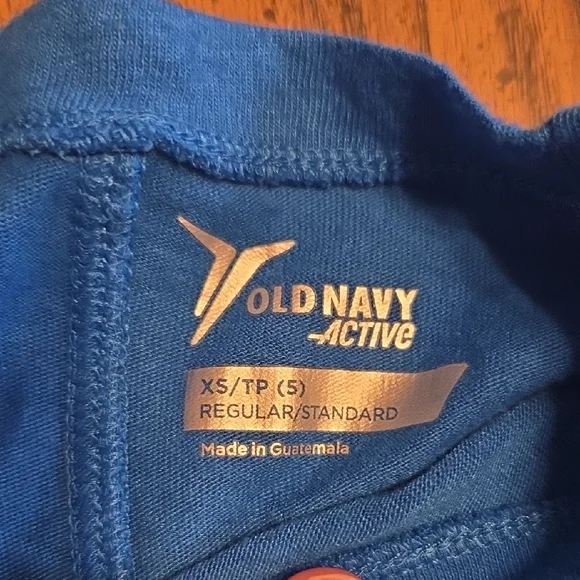 OLD NAVY
ACTIVE
XS/TP (5)
REGULAR/STANDARD
Made in Guatemala